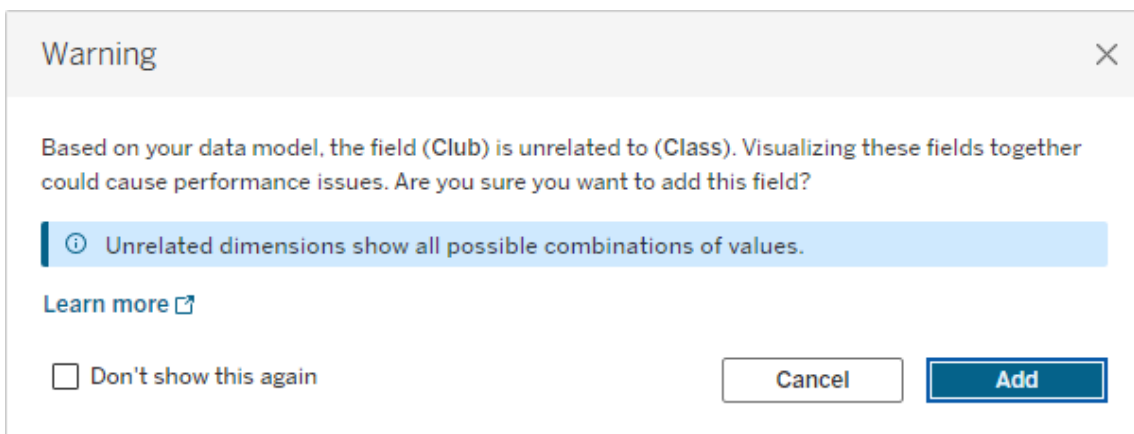 Warning
Based on your data model, the field (Club) is unrelated to (Class). Visualizing these fields together
could cause performance issues. Are you sure you want to add this field?
Unrelated dimensions show all possible combinations of values.
Learn more
Don't show this again
Cancel
Add